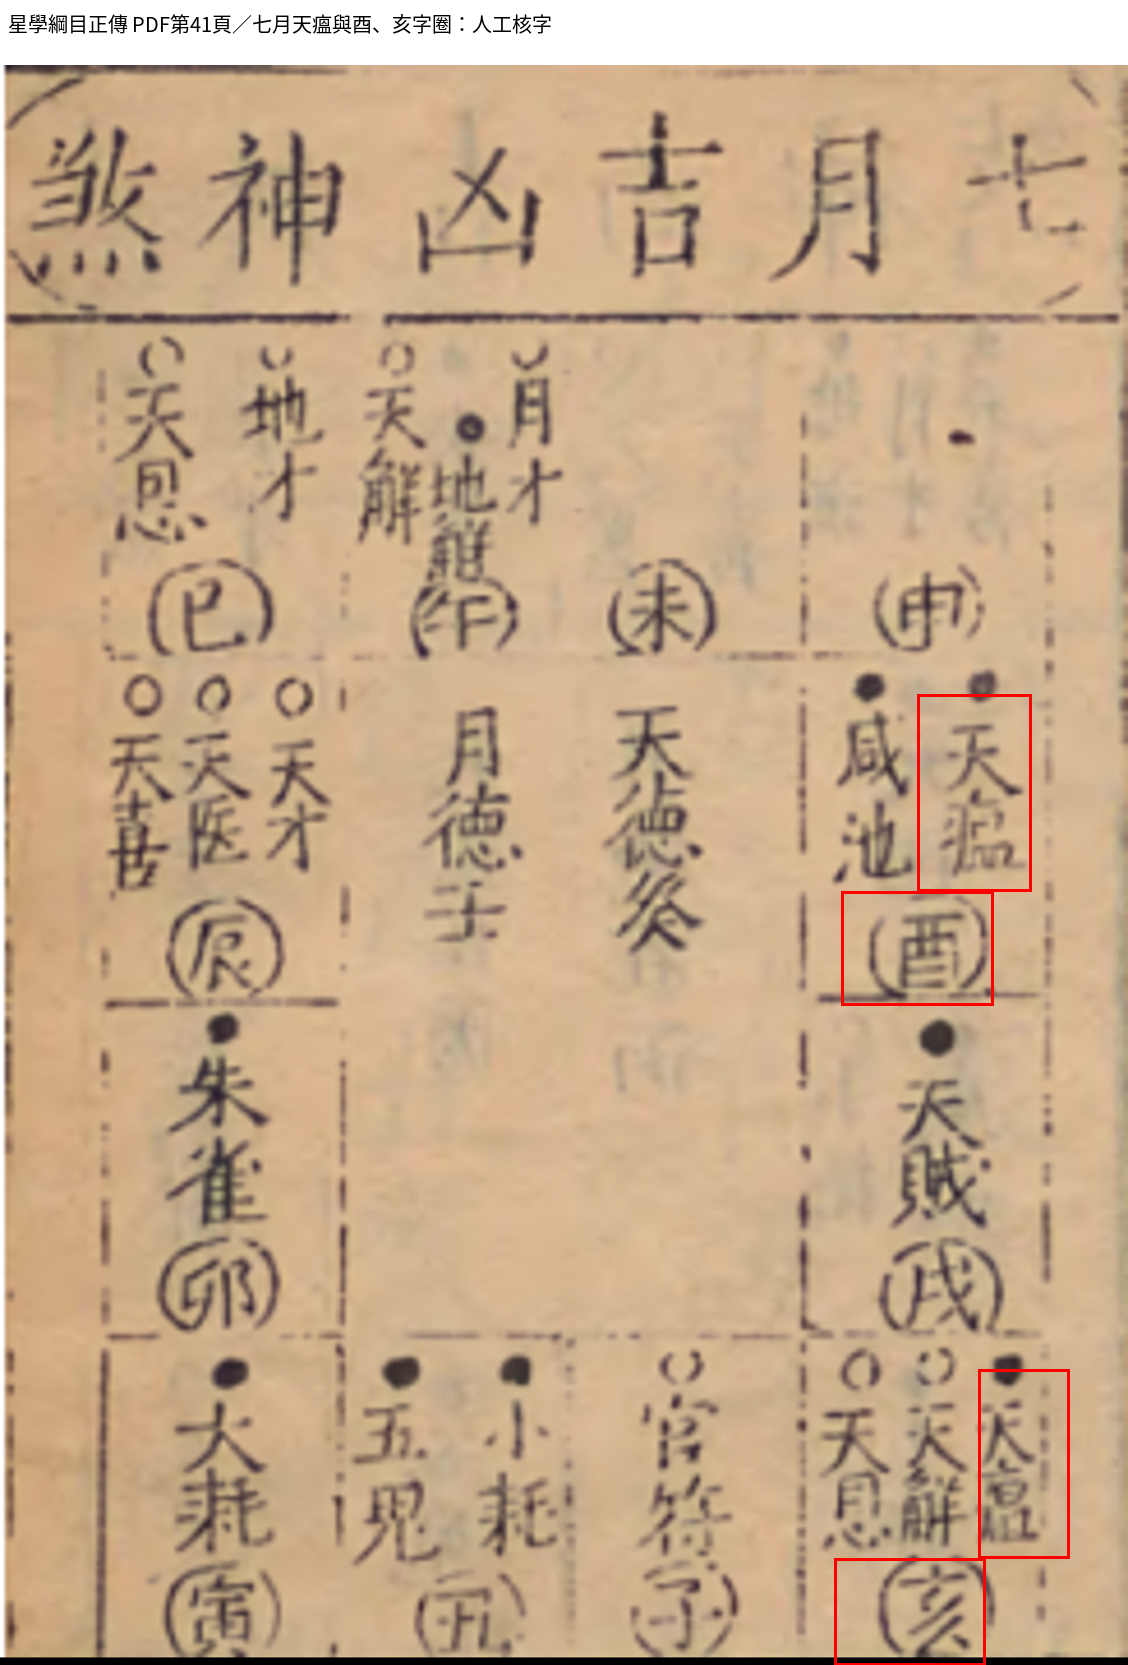 星學綱目正傳 PDF第41頁／七月天瘟與酉、亥字圈：人工核字
七月吉凶神煞
申
未
月才
地雌
天解
午
地才
天恩
巳
天瘟
咸池
酉
天德癸
月德壬
天才
天医
天喜
辰
天賊
戌
朱雀
卯
天瘟
天解
天恩
亥
官符
子
小耗
五鬼
丑
大耗
寅